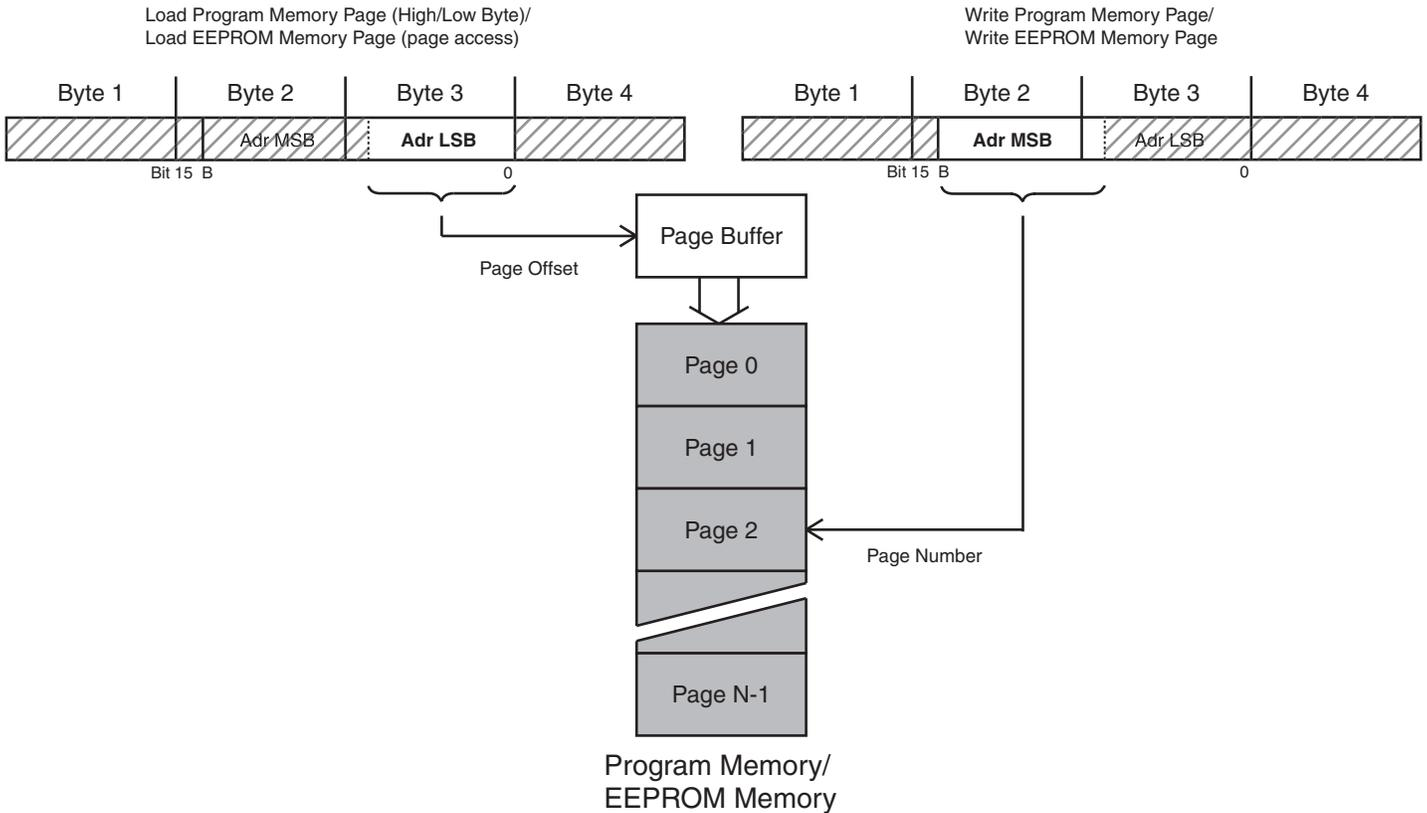 Load Program Memory Page (High/Low Byte)/
Load EEPROM Memory Page (page access)
Byte 1
Byte 2
Byte 3
Byte 4
Adr MSB
Adr LSB
Bit 15 B
0
Write Program Memory Page/
Write EEPROM Memory Page
Byte 1
Byte 2
Byte 3
Byte 4
Adr MSB
Adr LSB
Bit 15 B
0
Page Buffer
Page Offset
Page 0
Page 1
Page 2
Page Number
Page N-1
Program Memory/
EEPROM Memory